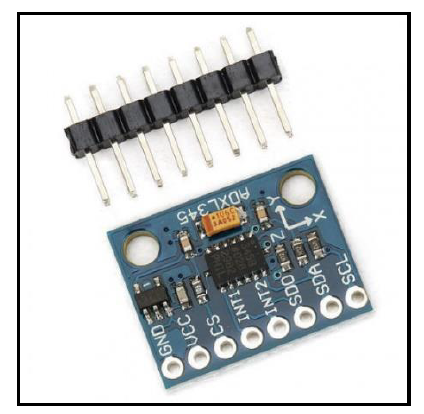 ADXL345
Y
X
Z
GND
VCC
CS
INT1
INT2
SDO
SDA
SCL